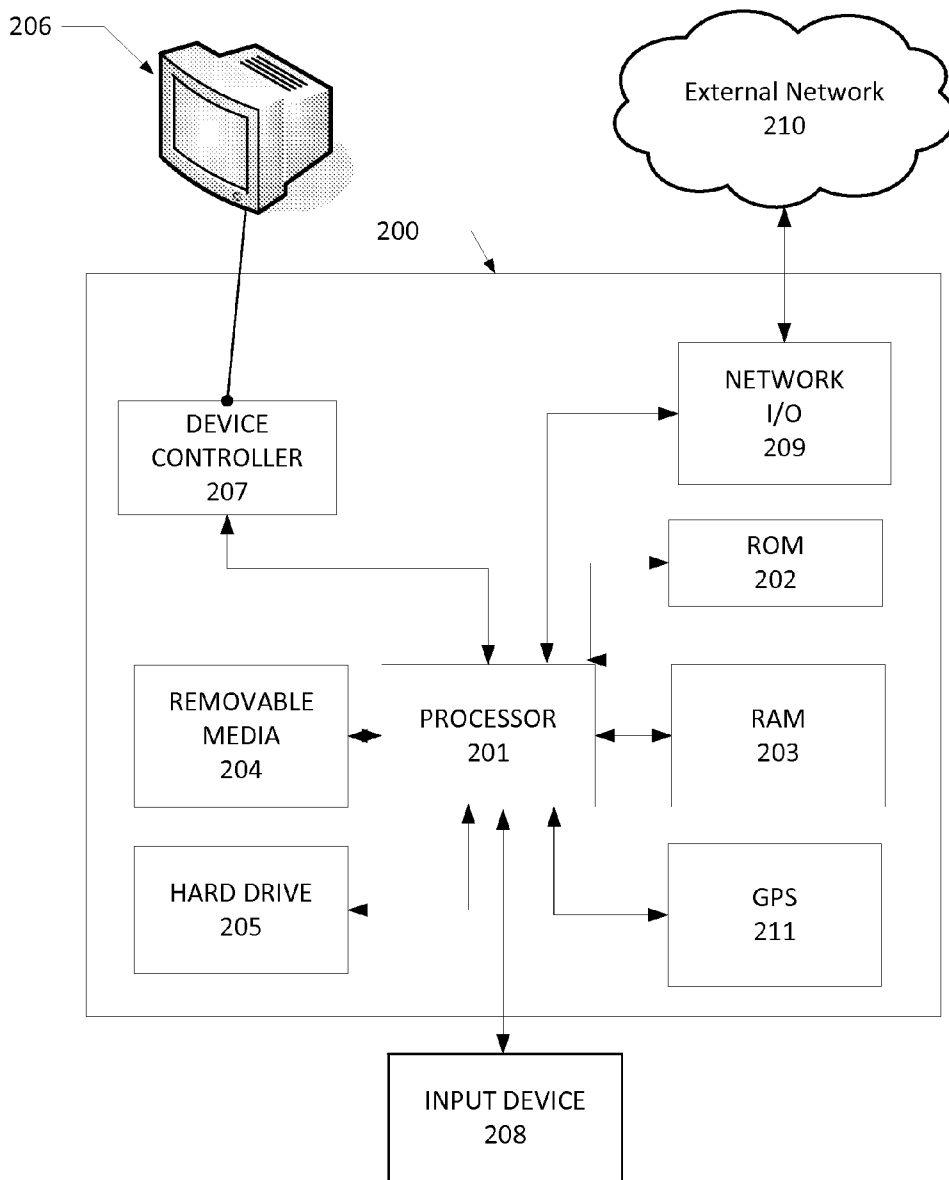 206
External Network
210
200
NETWORK
I/O
209
DEVICE
CONTROLLER
207
ROM
202
REMOVABLE
MEDIA
204
PROCESSOR
201
RAM
203
HARD DRIVE
205
GPS
211
INPUT DEVICE
208